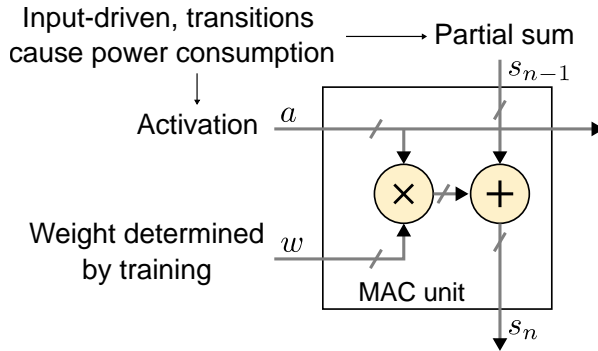 Input-driven, transitions
cause power consumption
Partial sum
s_{n-1}
Activation
a
×
+
Weight determined
by training
w
MAC unit
s_n